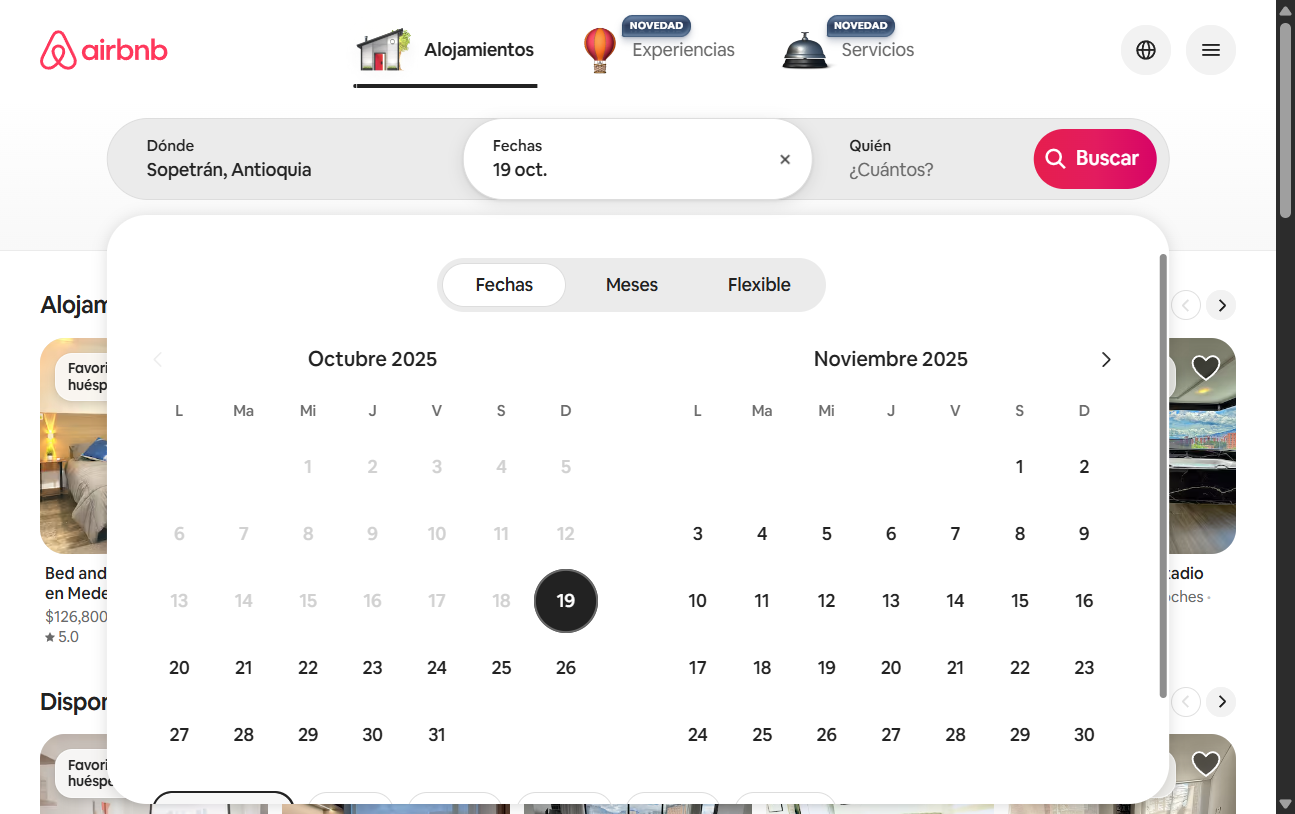 airbnb
Alojamientos
NOVEDAD
Experiencias
NOVEDAD
Servicios
Dónde
Sopetrán, Antioquia
Fechas
19 oct.
Quién
¿Cuántos?
Buscar
Fechas
Meses
Flexible
Octubre 2025
L Ma Mi J V S D
1 2 3 4 5
6 7 8 9 10 11 12
13 14 15 16 17 18 19
20 21 22 23 24 25 26
27 28 29 30 31
Noviembre 2025
L Ma Mi J V S D
1 2
3 4 5 6 7 8 9
10 11 12 13 14 15 16
17 18 19 20 21 22 23
24 25 26 27 28 29 30
Alojam
Favori
huésp
Bed and
en Mede
$126,800
5.0
tadio
oches ·
Dispon
Favori
huéspe